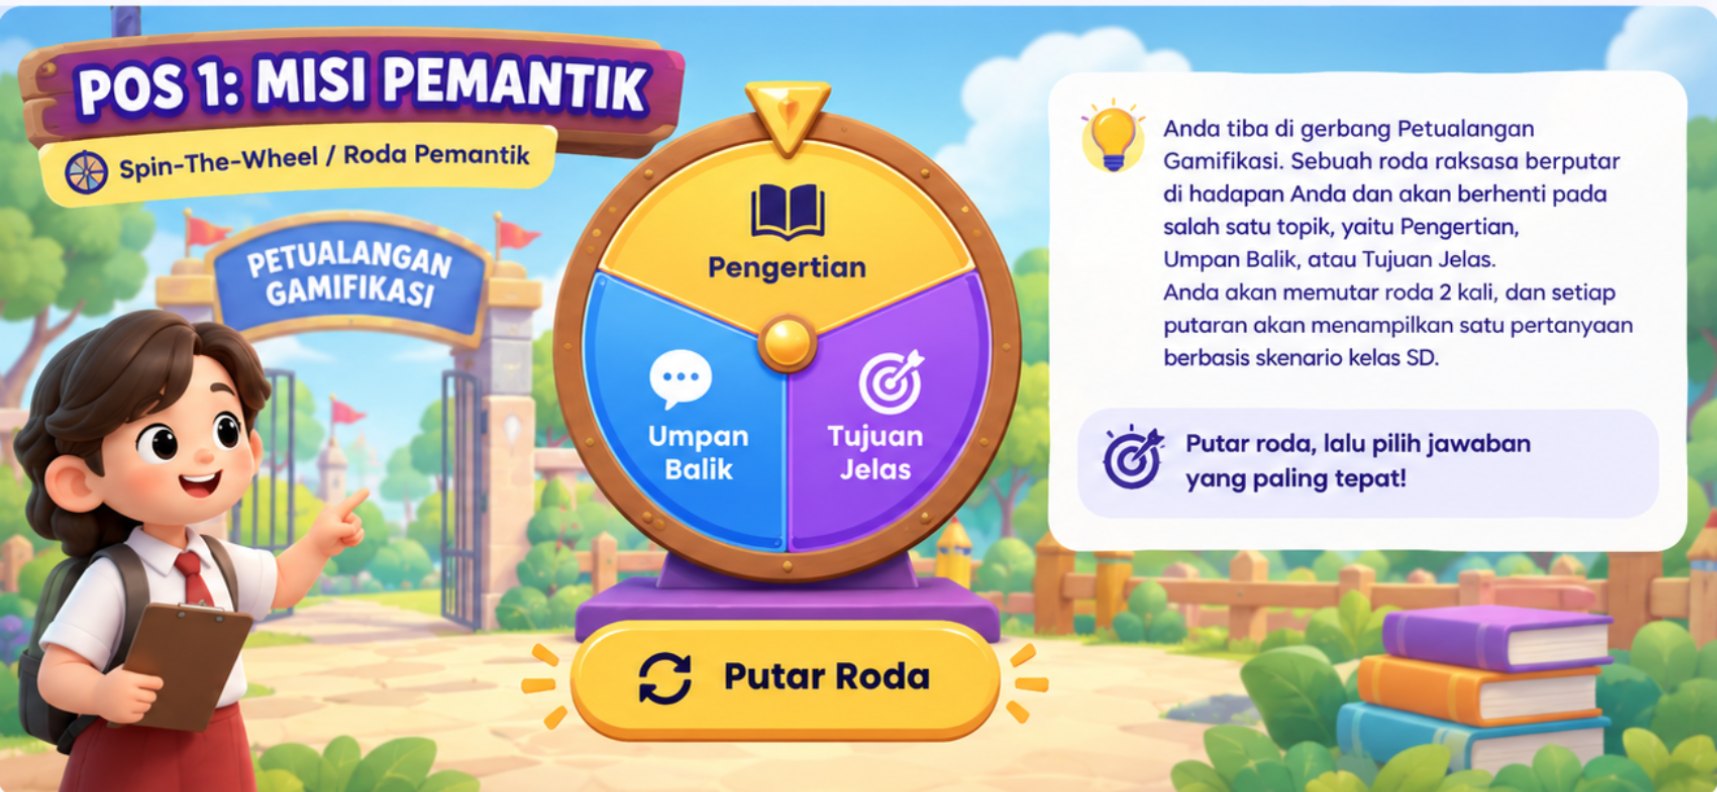 POS 1: MISI PEMANTIK
Spin-The-Wheel / Roda Pemantik
PETUALANGAN
GAMIFIKASI
Pengertian
Umpan
Balik
Tujuan
Jelas
Putar Roda
Anda tiba di gerbang Petualangan
Gamifikasi. Sebuah roda raksasa berputar
di hadapan Anda dan akan berhenti pada
salah satu topik, yaitu Pengertian,
Umpan Balik, atau Tujuan Jelas.
Anda akan memutar roda 2 kali, dan setiap
putaran akan menampilkan satu pertanyaan
berbasis skenario kelas SD.
Putar roda, lalu pilih jawaban
yang paling tepat!